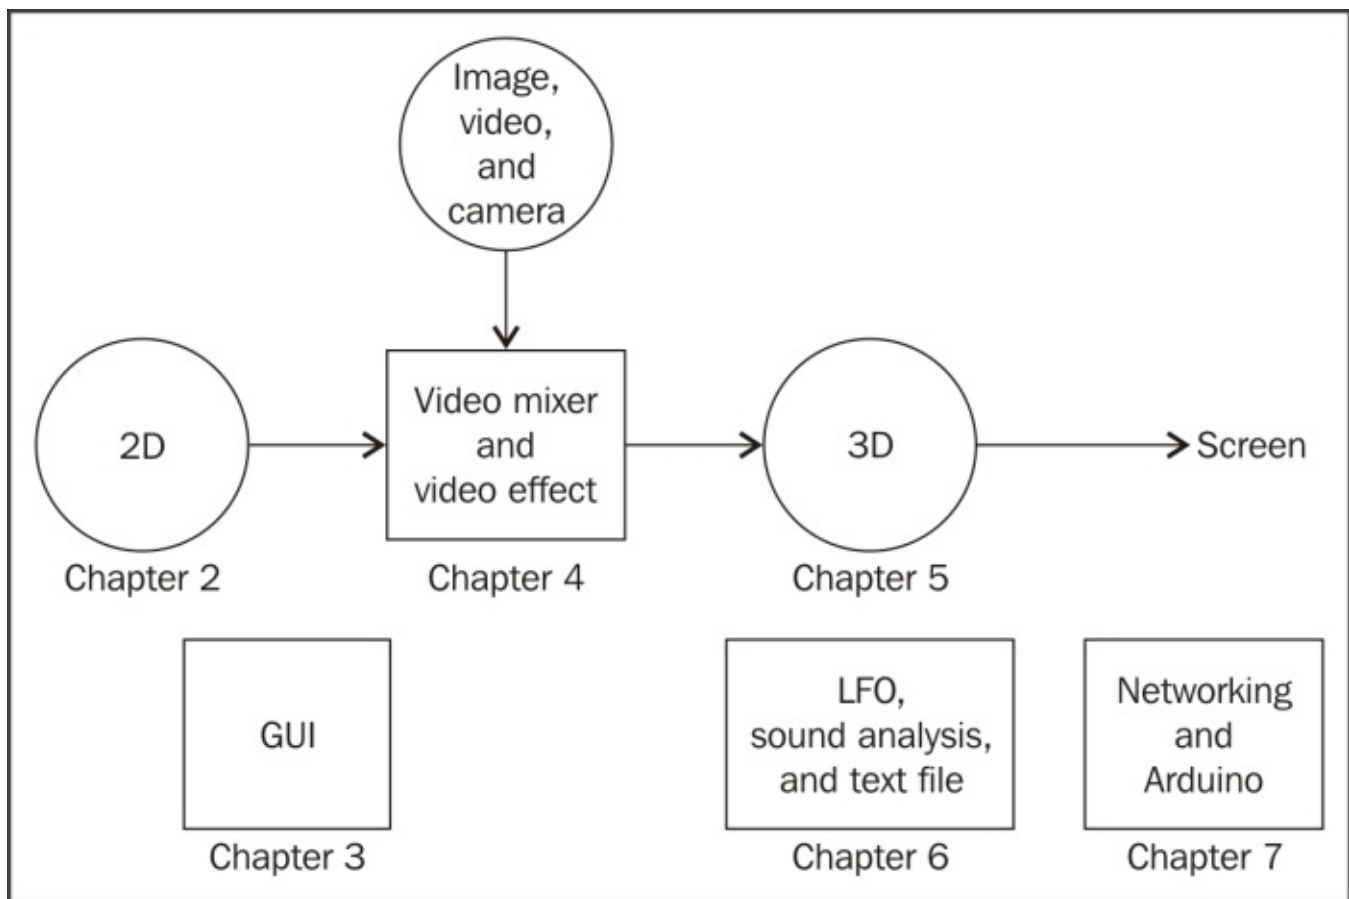 Image,
video,
and
camera
2D
Chapter 2
Video mixer
and
video effect
Chapter 4
3D
Chapter 5
Screen
GUI
Chapter 3
LFO,
sound analysis,
and text file
Chapter 6
Networking
and
Arduino
Chapter 7